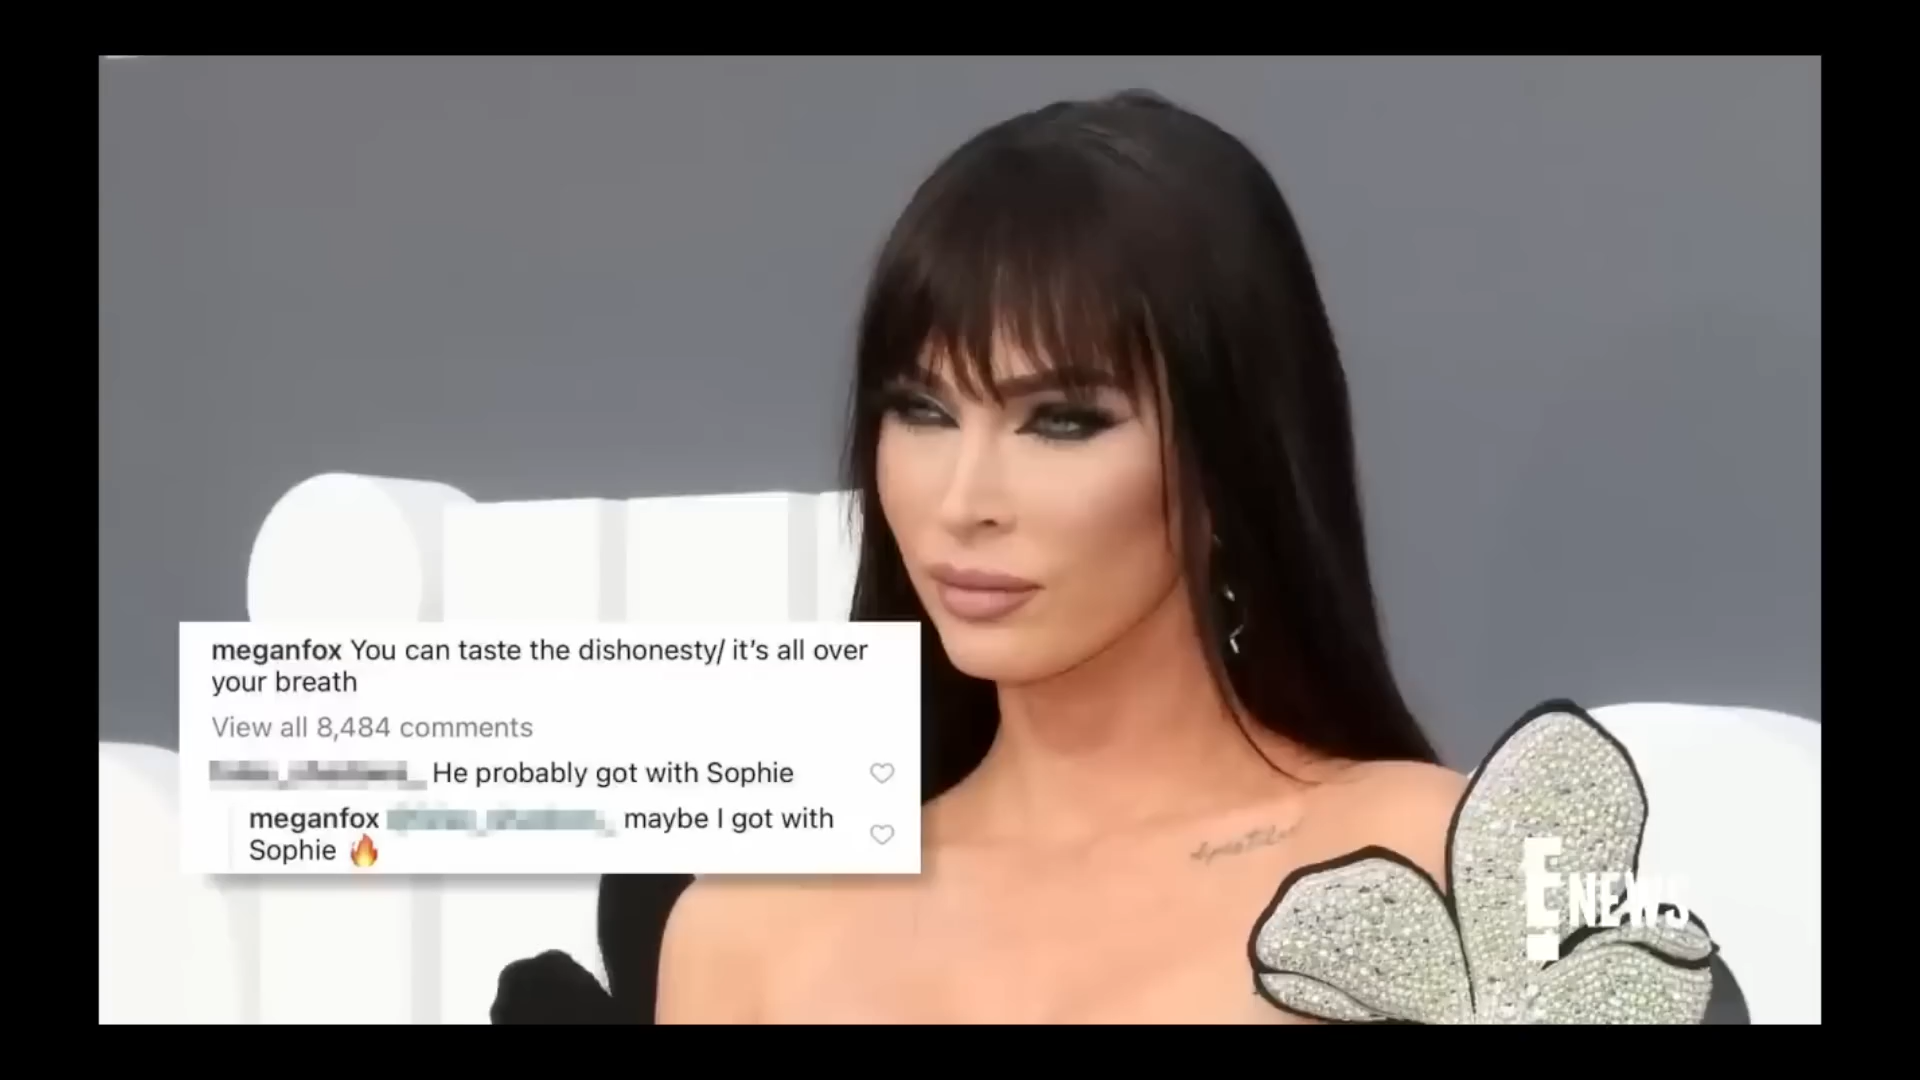 meganfox You can taste the dishonesty/ it's all over
your breath
View all 8,484 comments
He probably got with Sophie
meganfox maybe I got with
Sophie 🔥
E!
NEWS